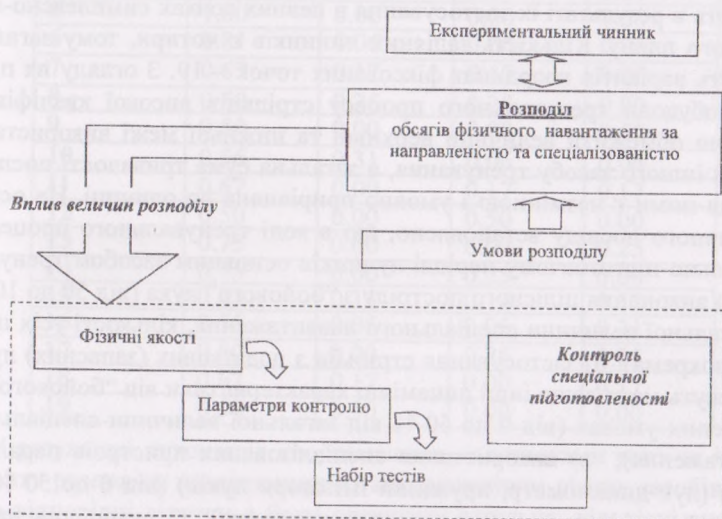 Експериментальний чинник
Розподіл
обсягів фізичного навантаження за
направленістю та спеціалізованістю
Вплив величин розподілу
Умови розподілу
Фізичні якості
Контроль
спеціальної
підготовленості
Параметри контролю
Набір тестів